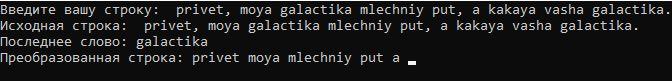 Введите вашу строку:  privet, moya galactika mlechniy put, a kakaya vasha galactika.
Исходная строка:  privet, moya galactika mlechniy put, a kakaya vasha galactika.
Последнее слово: galactika
Преобразованная строка: privet moya mlechniy put a _